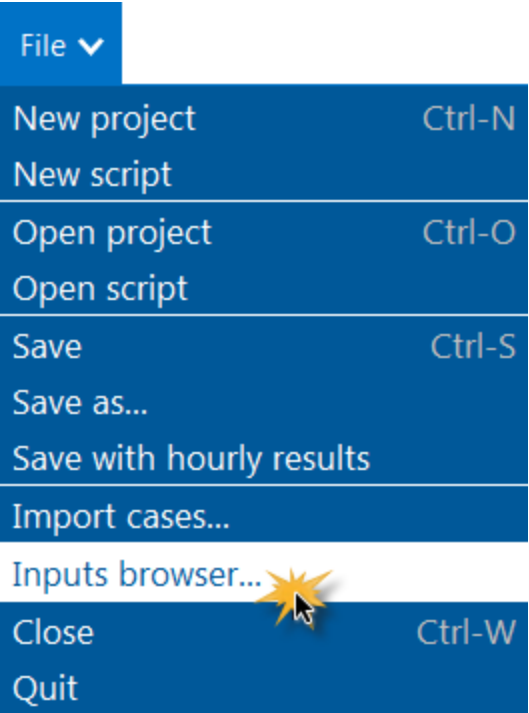 File
New project Ctrl-N
New script
Open project Ctrl-O
Open script
Save Ctrl-S
Save as...
Save with hourly results
Import cases...
Inputs browser...
Close Ctrl-W
Quit